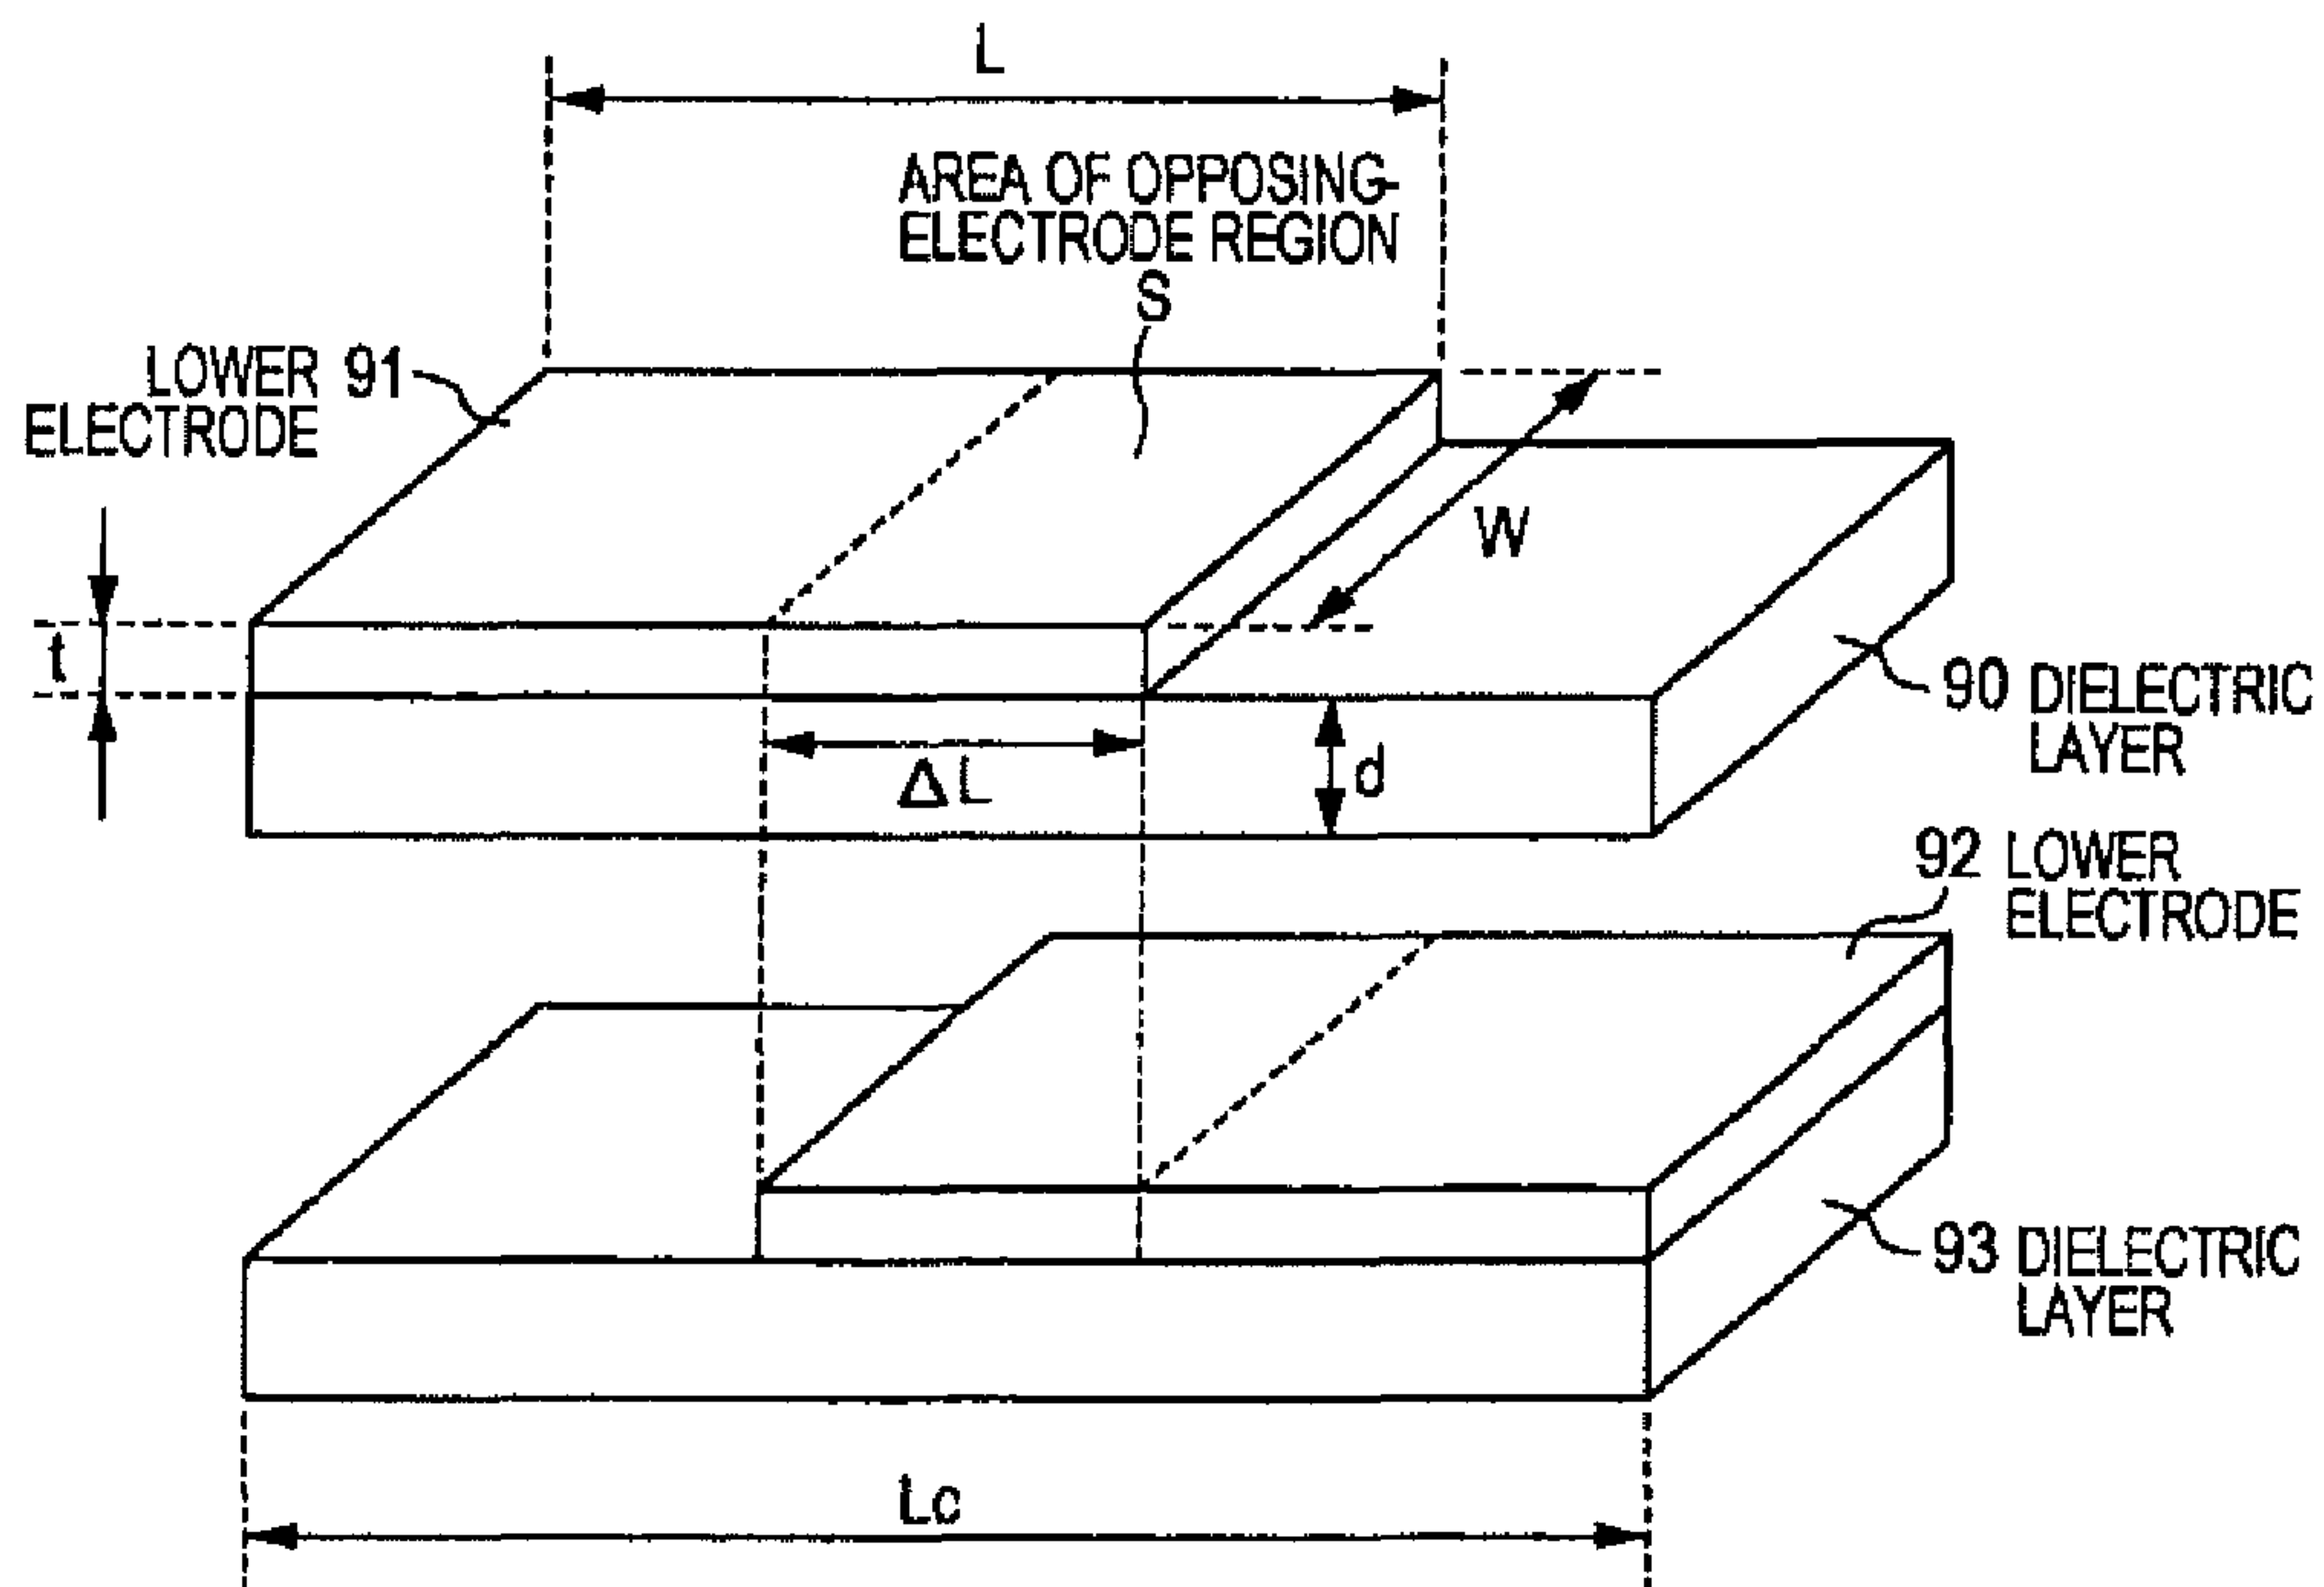 L
AREA OF OPPOSING-
ELECTRODE REGION
S
LOWER 91
ELECTRODE
W
t
90 DIELECTRIC
LAYER
ΔL
d
92 LOWER
ELECTRODE
93 DIELECTRIC
LAYER
Lc